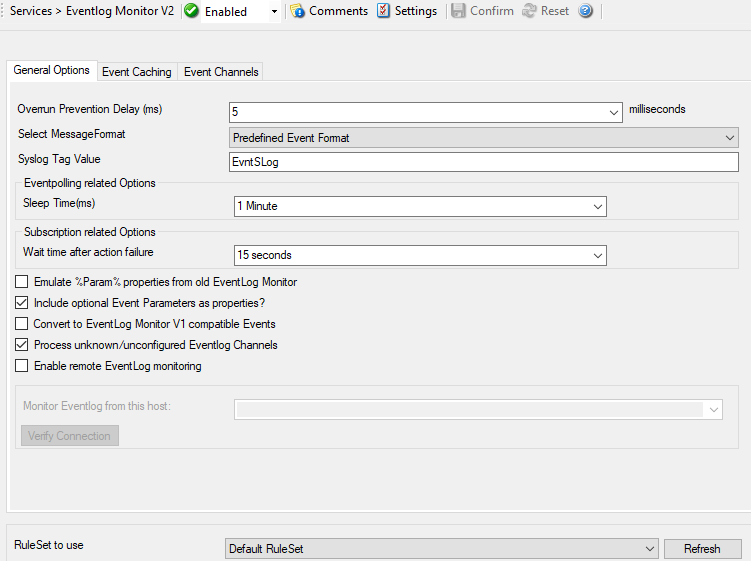 Services > Eventlog Monitor V2 Enabled Comments Settings Confirm Reset ?
General Options Event Caching Event Channels
Overrun Prevention Delay (ms) 5 milliseconds
Select MessageFormat Predefined Event Format
Syslog Tag Value EvntSLog
Eventpolling related Options
Sleep Time(ms) 1 Minute
Subscription related Options
Wait time after action failure 15 seconds
Emulate %Param% properties from old EventLog Monitor
Include optional Event Parameters as properties?
Convert to EventLog Monitor V1 compatible Events
Process unknown/unconfigured Eventlog Channels
Enable remote EventLog monitoring
Monitor Eventlog from this host:
Verify Connection
RuleSet to use Default RuleSet Refresh